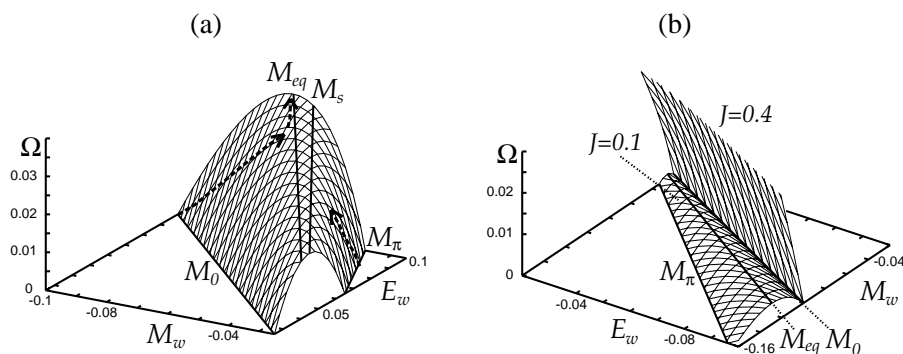 (a)
M_eq
M_s
Ω
0.03
0.02
0.01
0
-0.1
-0.08
M_w
-0.04
M_0
0.05
E_w
0.1
M_π
(b)
J=0.4
J=0.1
Ω
0.02
0.01
0
-0.04
E_w
-0.08
M_π
-0.16
M_eq
M_0
M_w
-0.04